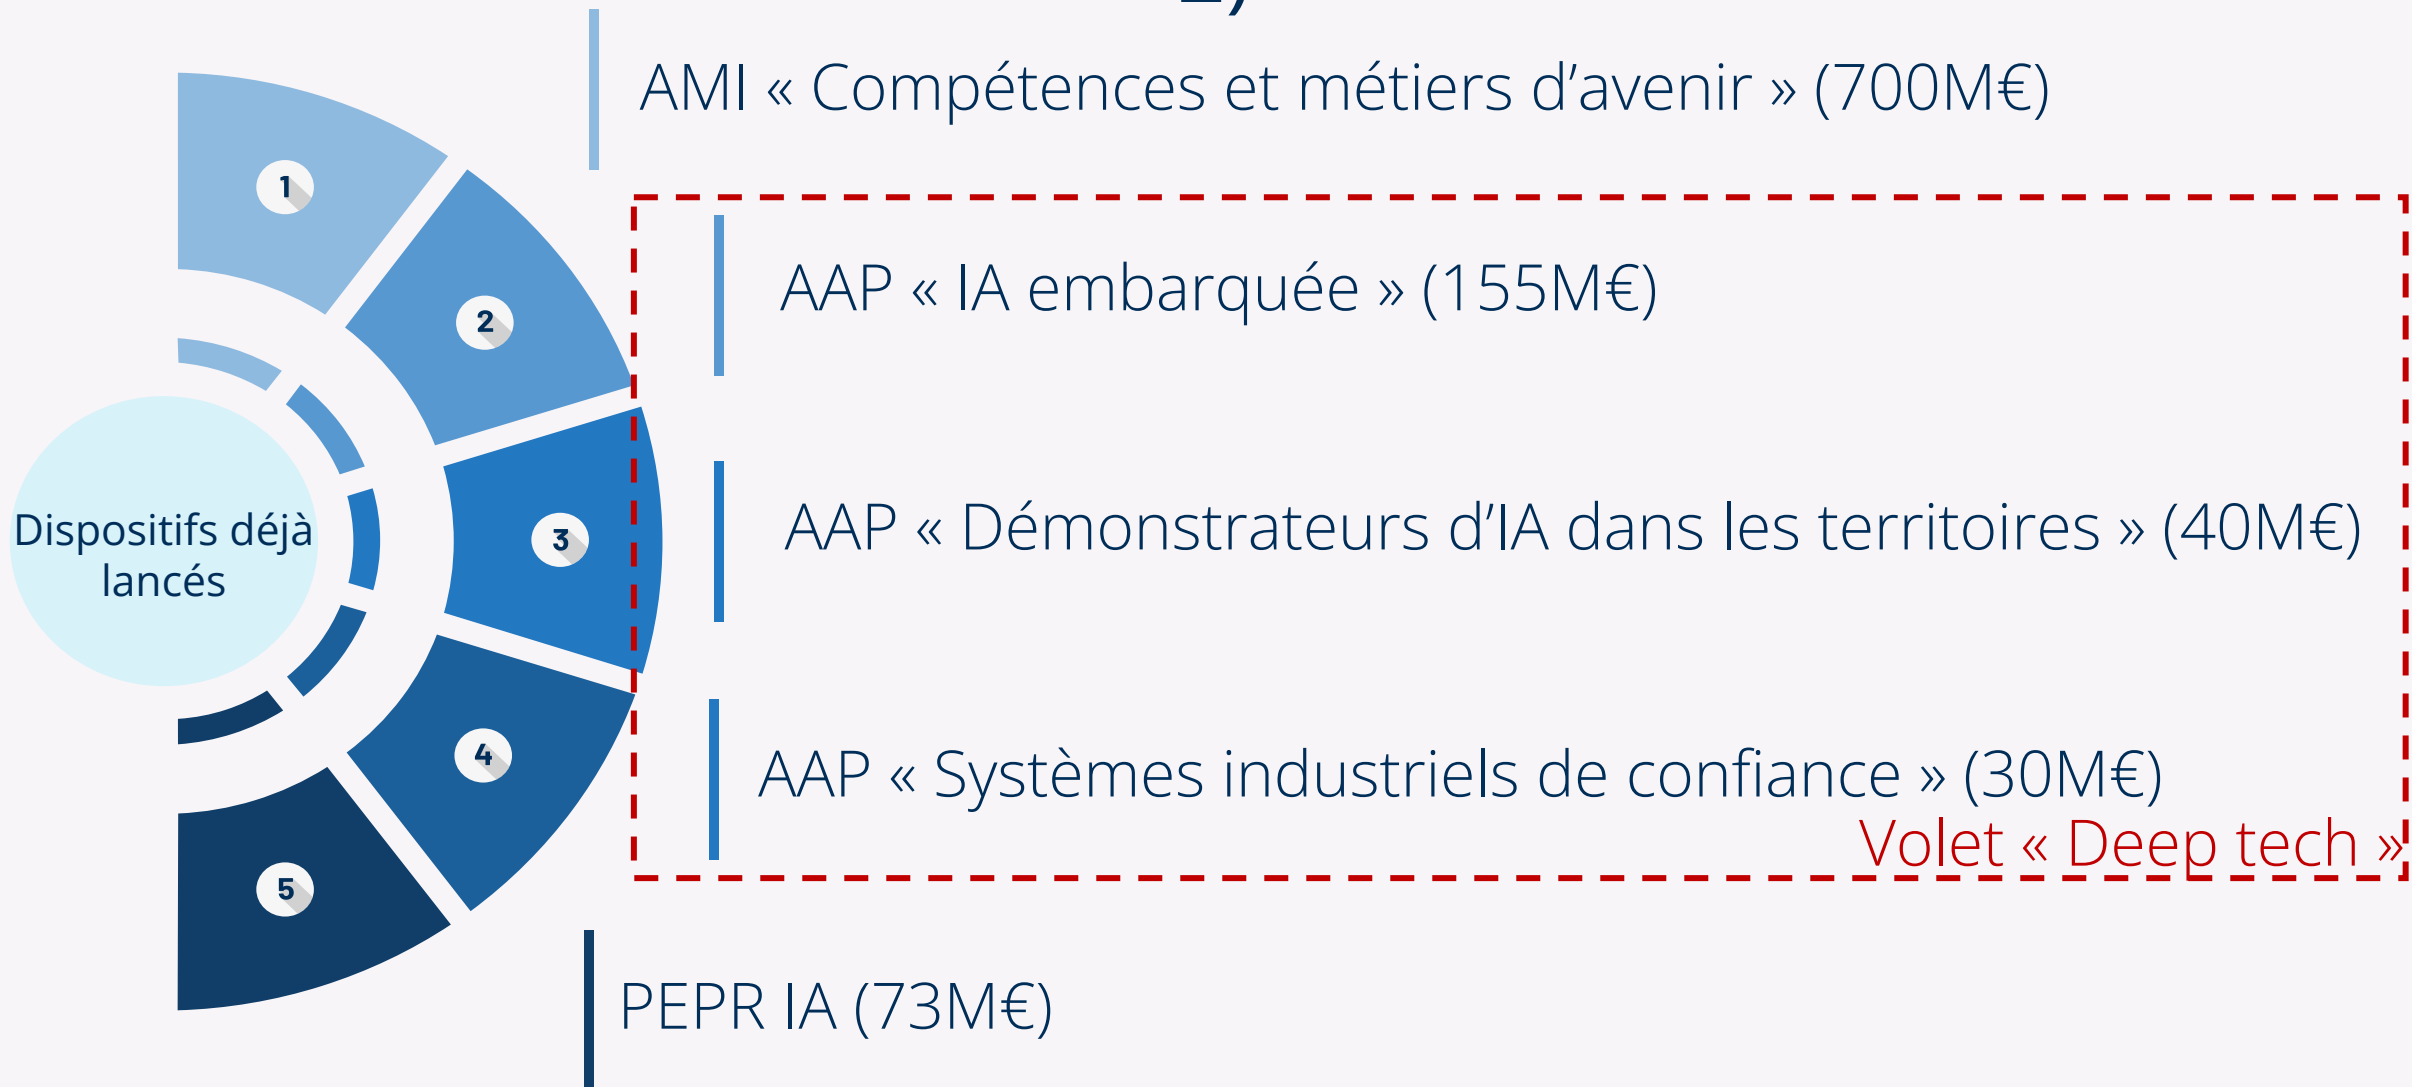 AMI « Compétences et métiers d’avenir » (700M€)
1
AAP « IA embarquée » (155M€)
2
AAP « Démonstrateurs d’IA dans les territoires » (40M€)
3
Dispositifs déjà
lancés
AAP « Systèmes industriels de confiance » (30M€)
4
Volet « Deep tech »
5
PEPR IA (73M€)